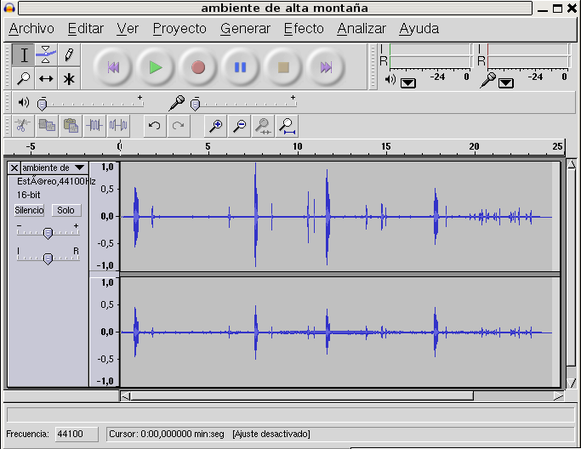 ambiente de alta montaña
Archivo Editar Ver Proyecto Generar Efecto Analizar Ayuda
I I
R R
-24 0 -24 0
- + - +
-5 0 5 10 15 20 25
ambiente de
EstÃ©reo,44100Hz
16-bit
Silencio Solo
- +
I R
1,0
0,5
0,0
-0,5
-1,0
1,0
0,5
0,0
-0,5
-1,0
Frecuencia: 44100 Cursor: 0:00,000000 min:seg [Ajuste desactivado]